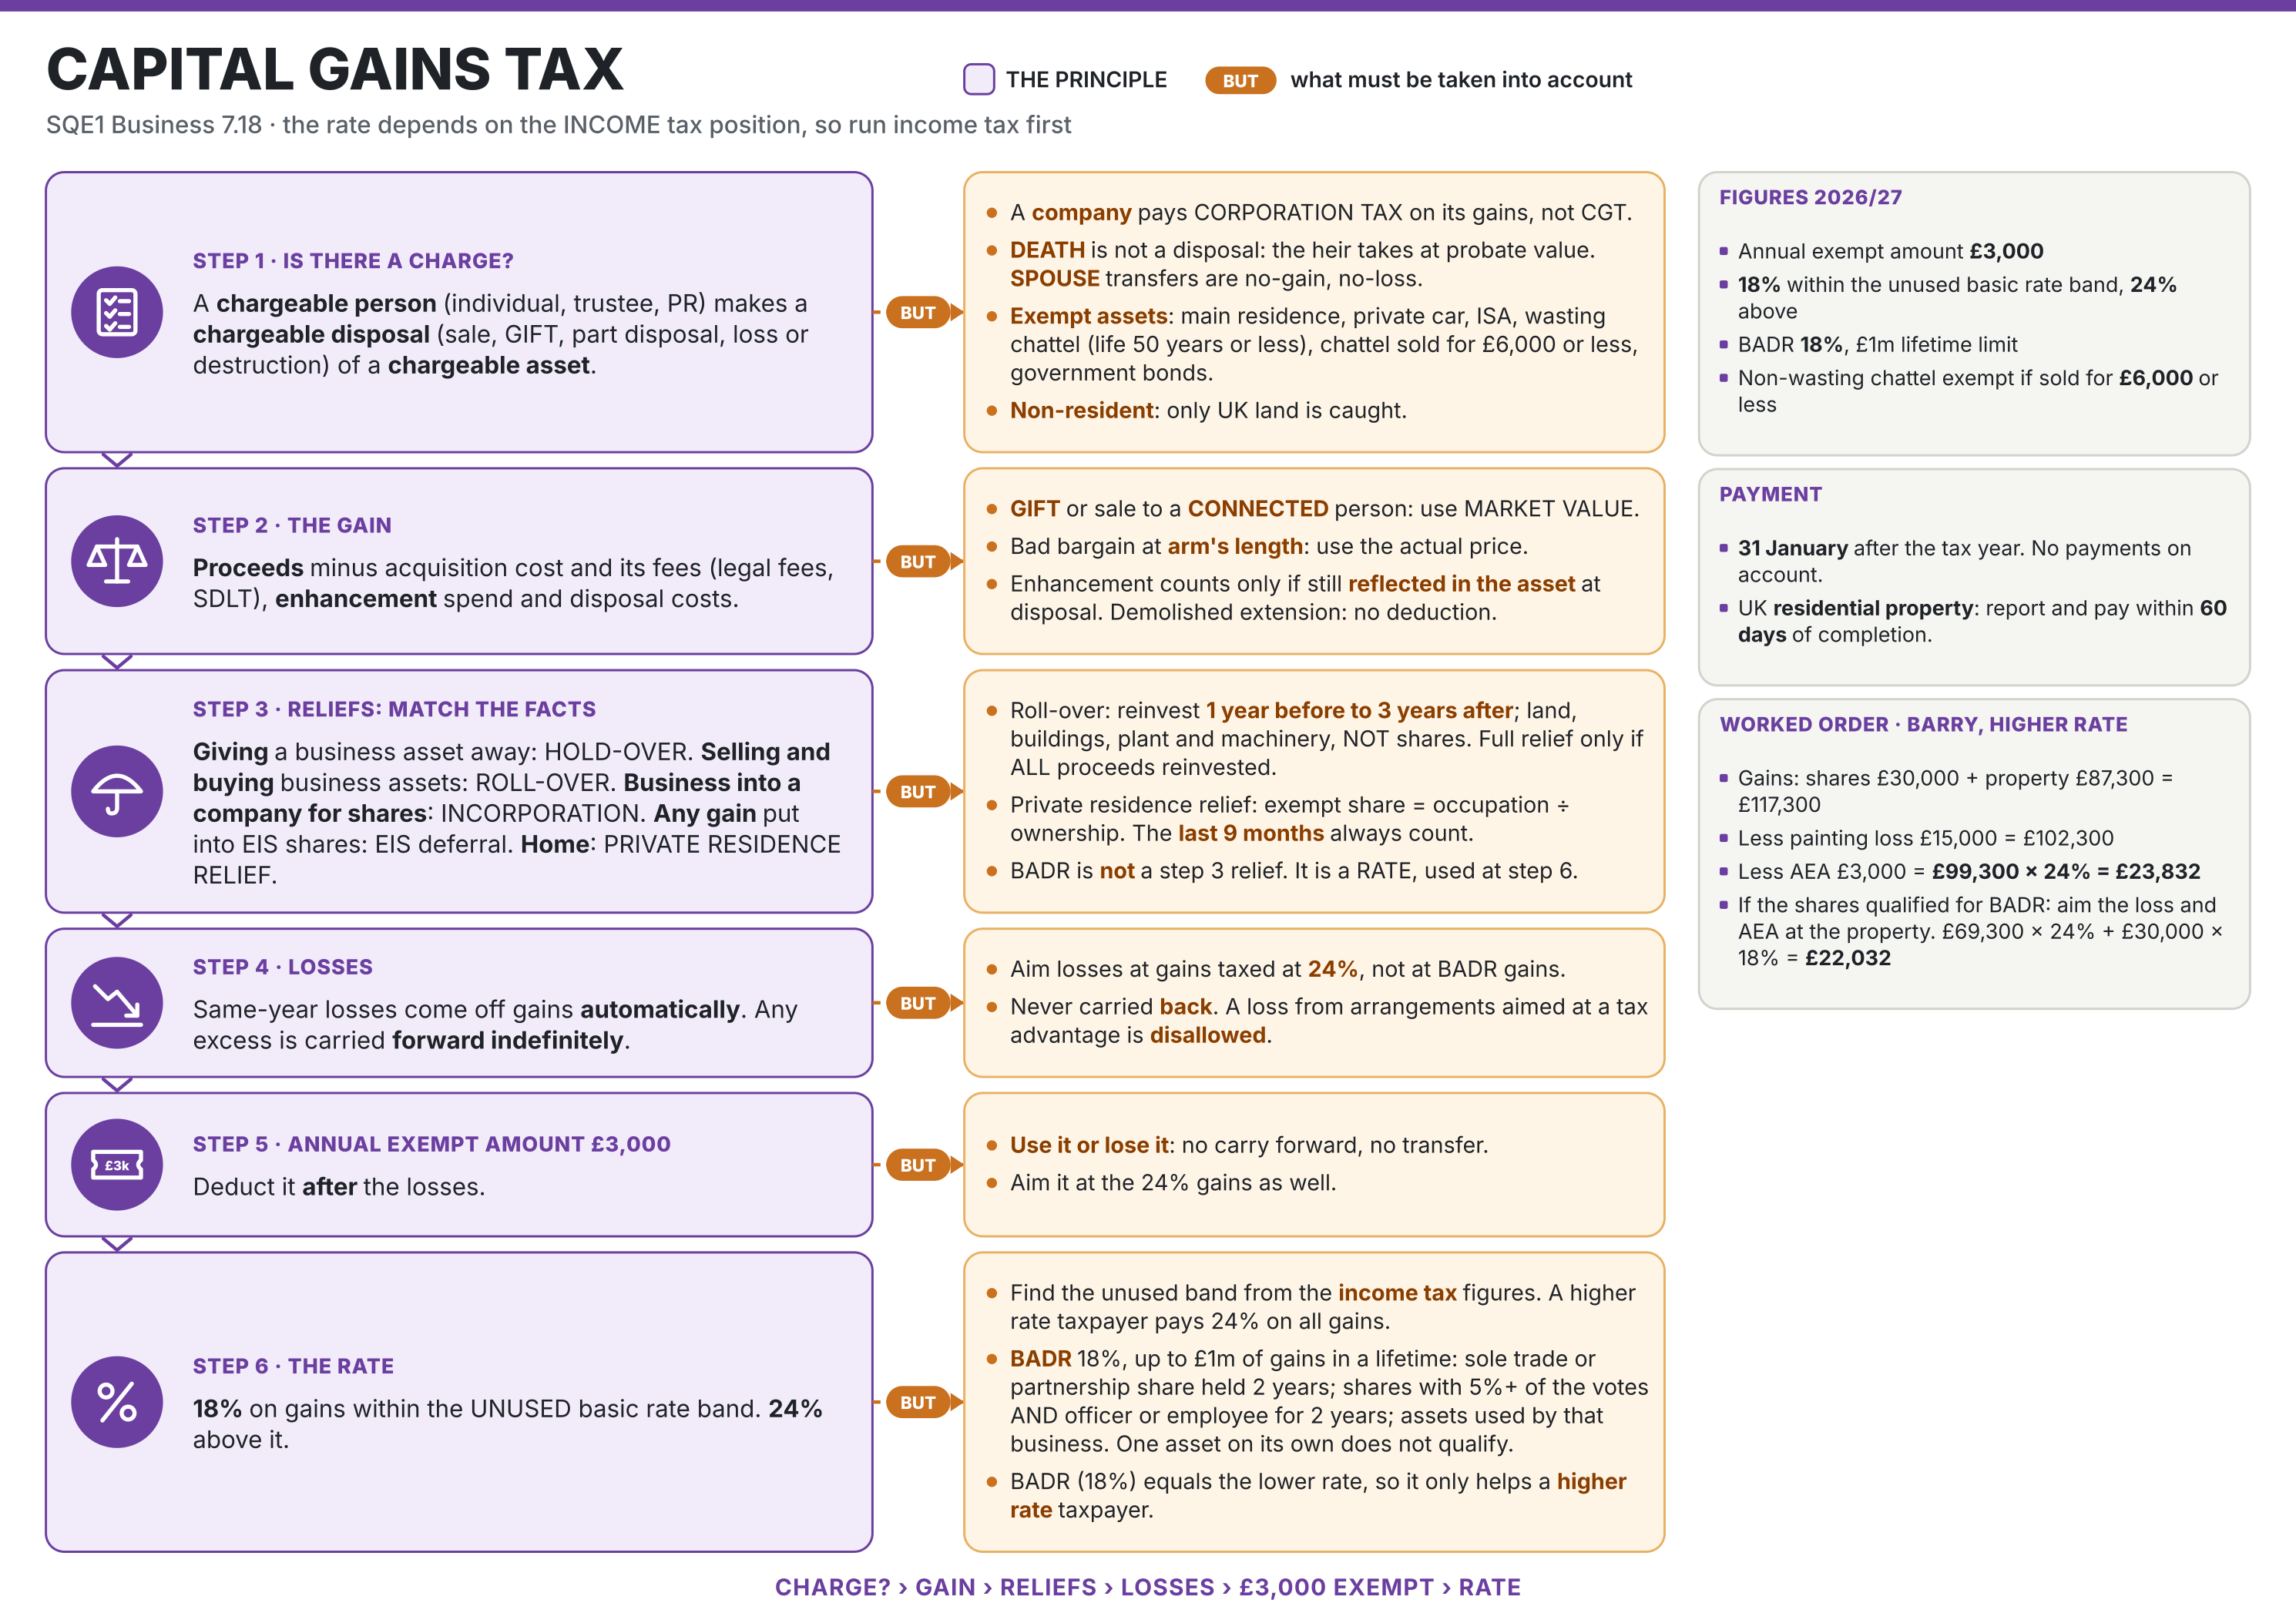 CAPITAL GAINS TAX
THE PRINCIPLE
BUT what must be taken into account
SQE1 Business 7.18 · the rate depends on the INCOME tax position, so run income tax first
STEP 1 · IS THERE A CHARGE?
A chargeable person (individual, trustee, PR) makes a
chargeable disposal (sale, GIFT, part disposal, loss or
destruction) of a chargeable asset.
BUT
A company pays CORPORATION TAX on its gains, not CGT.
DEATH is not a disposal: the heir takes at probate value.
SPOUSE transfers are no-gain, no-loss.
Exempt assets: main residence, private car, ISA, wasting
chattel (life 50 years or less), chattel sold for £6,000 or less,
government bonds.
Non-resident: only UK land is caught.
STEP 2 · THE GAIN
Proceeds minus acquisition cost and its fees (legal fees,
SDLT), enhancement spend and disposal costs.
BUT
GIFT or sale to a CONNECTED person: use MARKET VALUE.
Bad bargain at arm's length: use the actual price.
Enhancement counts only if still reflected in the asset at
disposal. Demolished extension: no deduction.
STEP 3 · RELIEFS: MATCH THE FACTS
Giving a business asset away: HOLD-OVER. Selling and
buying business assets: ROLL-OVER. Business into a
company for shares: INCORPORATION. Any gain put
into EIS shares: EIS deferral. Home: PRIVATE RESIDENCE
RELIEF.
BUT
Roll-over: reinvest 1 year before to 3 years after; land,
buildings, plant and machinery, NOT shares. Full relief only if
ALL proceeds reinvested.
Private residence relief: exempt share = occupation ÷
ownership. The last 9 months always count.
BADR is not a step 3 relief. It is a RATE, used at step 6.
STEP 4 · LOSSES
Same-year losses come off gains automatically. Any
excess is carried forward indefinitely.
BUT
Aim losses at gains taxed at 24%, not at BADR gains.
Never carried back. A loss from arrangements aimed at a tax
advantage is disallowed.
£3k
STEP 5 · ANNUAL EXEMPT AMOUNT £3,000
Deduct it after the losses.
BUT
Use it or lose it: no carry forward, no transfer.
Aim it at the 24% gains as well.
STEP 6 · THE RATE
18% on gains within the UNUSED basic rate band. 24%
above it.
BUT
Find the unused band from the income tax figures. A higher
rate taxpayer pays 24% on all gains.
BADR 18%, up to £1m of gains in a lifetime: sole trade or
partnership share held 2 years; shares with 5%+ of the votes
AND officer or employee for 2 years; assets used by that
business. One asset on its own does not qualify.
BADR (18%) equals the lower rate, so it only helps a higher
rate taxpayer.
FIGURES 2026/27
Annual exempt amount £3,000
18% within the unused basic rate band, 24%
above
BADR 18%, £1m lifetime limit
Non-wasting chattel exempt if sold for £6,000 or
less
PAYMENT
31 January after the tax year. No payments on
account.
UK residential property: report and pay within 60
days of completion.
WORKED ORDER · BARRY, HIGHER RATE
Gains: shares £30,000 + property £87,300 =
£117,300
Less painting loss £15,000 = £102,300
Less AEA £3,000 = £99,300 × 24% = £23,832
If the shares qualified for BADR: aim the loss and
AEA at the property. £69,300 × 24% + £30,000 ×
18% = £22,032
CHARGE? › GAIN › RELIEFS › LOSSES › £3,000 EXEMPT › RATE